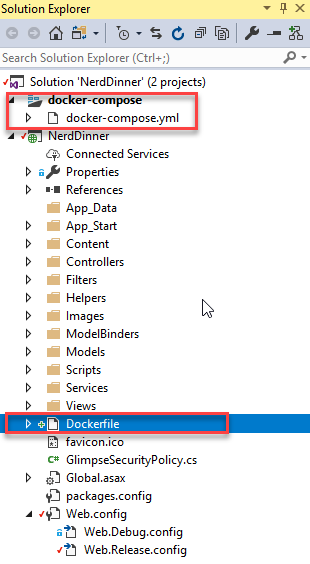 Solution Explorer
Search Solution Explorer (Ctrl+;)
Solution 'NerdDinner' (2 projects)
docker-compose
docker-compose.yml
NerdDinner
Connected Services
Properties
References
App_Data
App_Start
Content
Controllers
Filters
Helpers
Images
ModelBinders
Models
Scripts
Services
Views
Dockerfile
favicon.ico
C# GlimpseSecurityPolicy.cs
Global.asax
packages.config
Web.config
Web.Debug.config
Web.Release.config